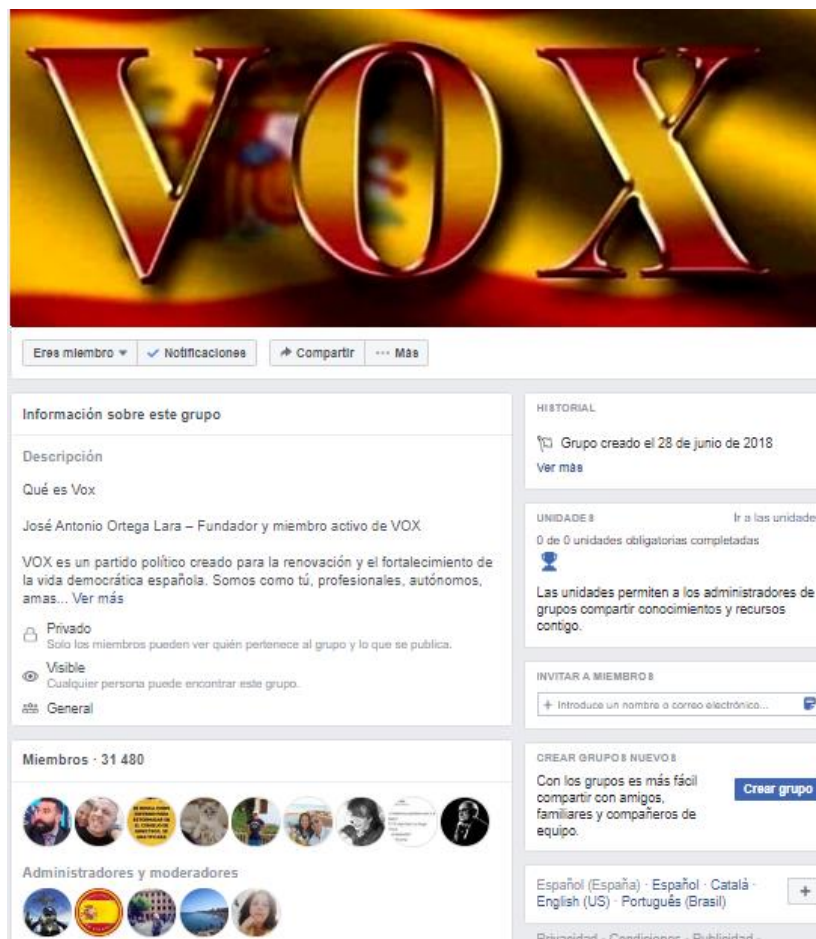 VOX
Eres miembro
Notificaciones
Compartir
Más
Información sobre este grupo
Descripción
Qué es Vox
José Antonio Ortega Lara – Fundador y miembro activo de VOX
VOX es un partido político creado para la renovación y el fortalecimiento de
la vida democrática española. Somos como tú, profesionales, autónomos,
amas... Ver más
Privado
Solo los miembros pueden ver quién pertenece al grupo y lo que se publica.
Visible
Cualquier persona puede encontrar este grupo.
General
Miembros · 31 480
Administradores y moderadores
HISTORIAL
Grupo creado el 28 de junio de 2018
Ver más
UNIDADES
Ir a las unidade
0 de 0 unidades obligatorias completadas
Las unidades permiten a los administradores de
grupos compartir conocimientos y recursos
contigo.
INVITAR A MIEMBROS
+ Introduce un nombre o correo electrónico...
CREAR GRUPOS NUEVOS
Con los grupos es más fácil
compartir con amigos,
familiares y compañeros de
equipo.
Crear grupo
Español (España) · Español · Català ·
English (US) · Português (Brasil)
+
Privacidad · Condiciones · Publicidad ·